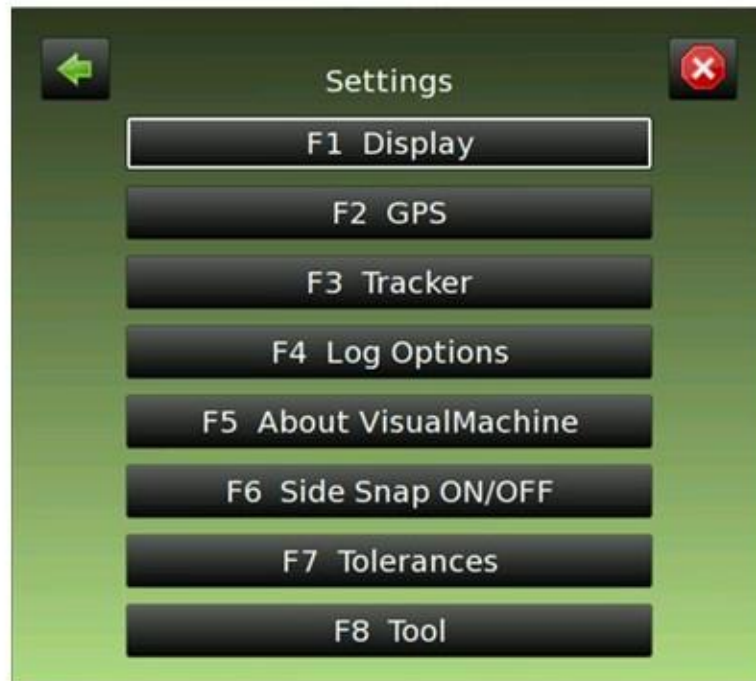 Settings
F1 Display
F2 GPS
F3 Tracker
F4 Log Options
F5 About VisualMachine
F6 Side Snap ON/OFF
F7 Tolerances
F8 Tool